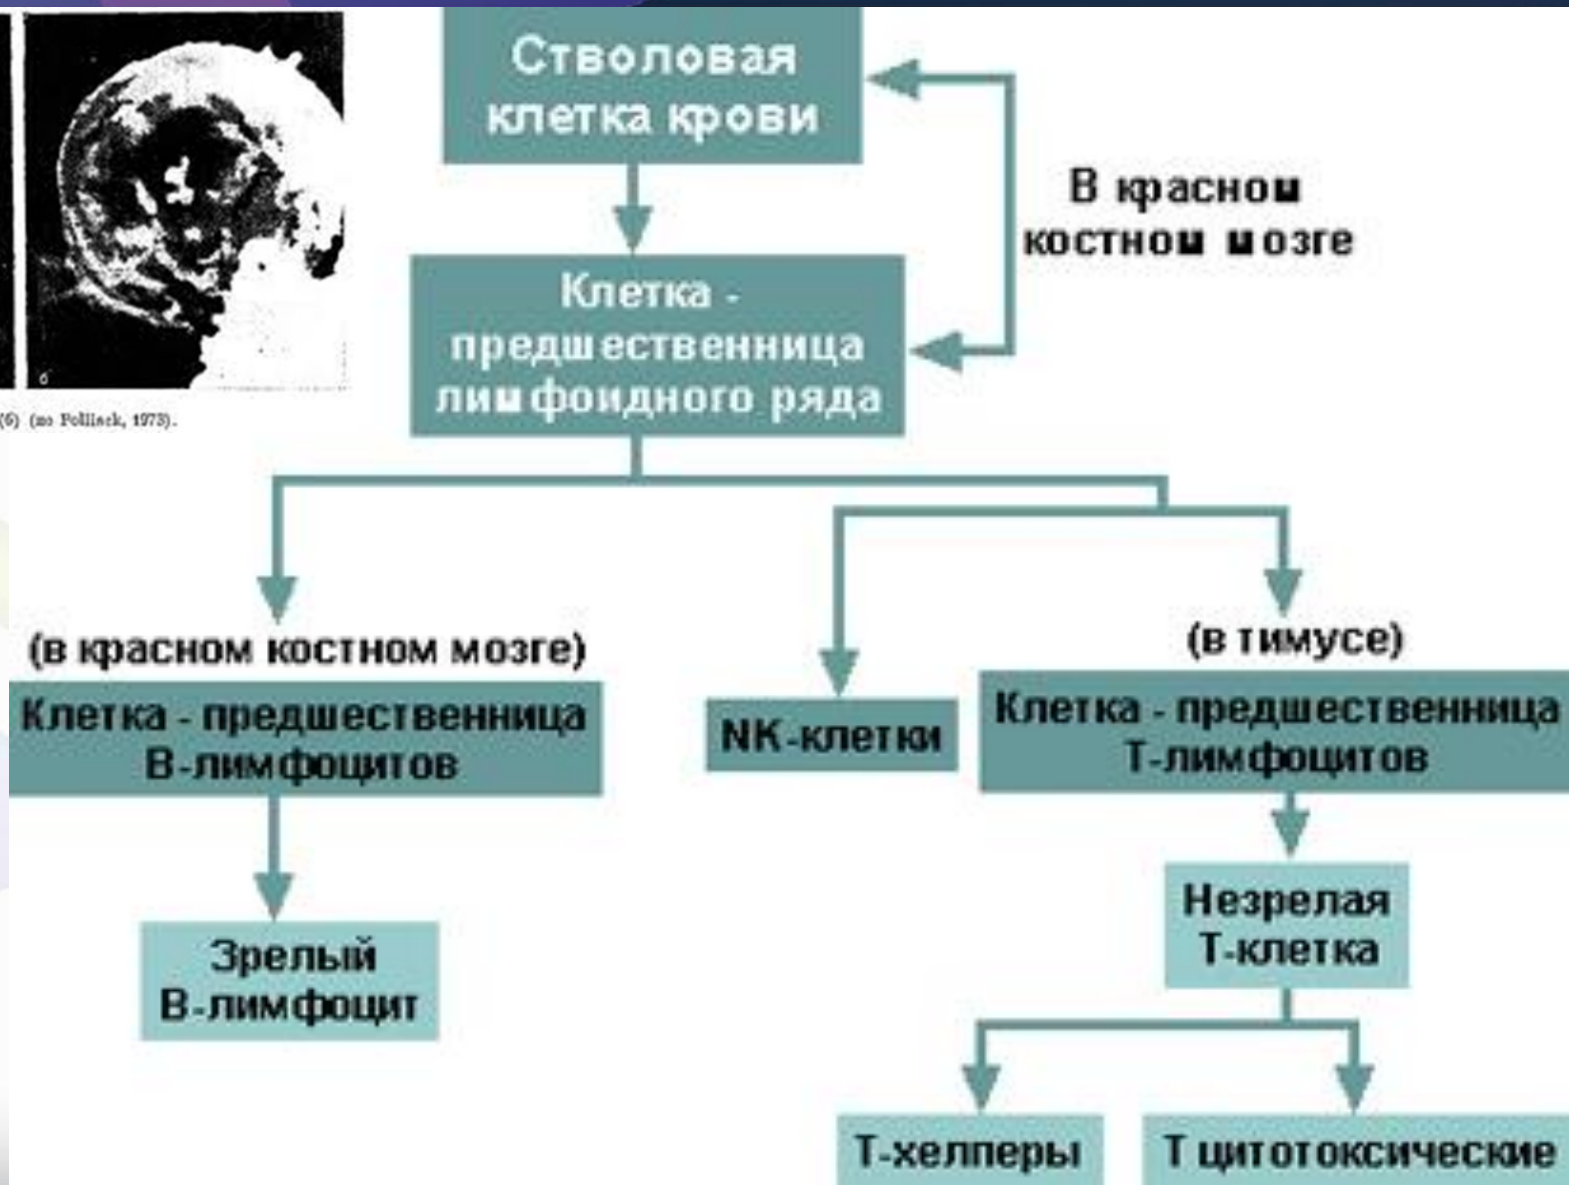 Стволовая
клетка крови
В красном
костном мозге
Клетка -
предшественница
лимфоидного ряда
б
(б) (по Polliack, 1973).
(в красном костном мозге)
Клетка - предшественница
В-лимфоцитов
NK-клетки
(в тимусе)
Клетка - предшественница
Т-лимфоцитов
Зрелый
В-лимфоцит
Незрелая
Т-клетка
Т-хелперы
Т цитотоксические